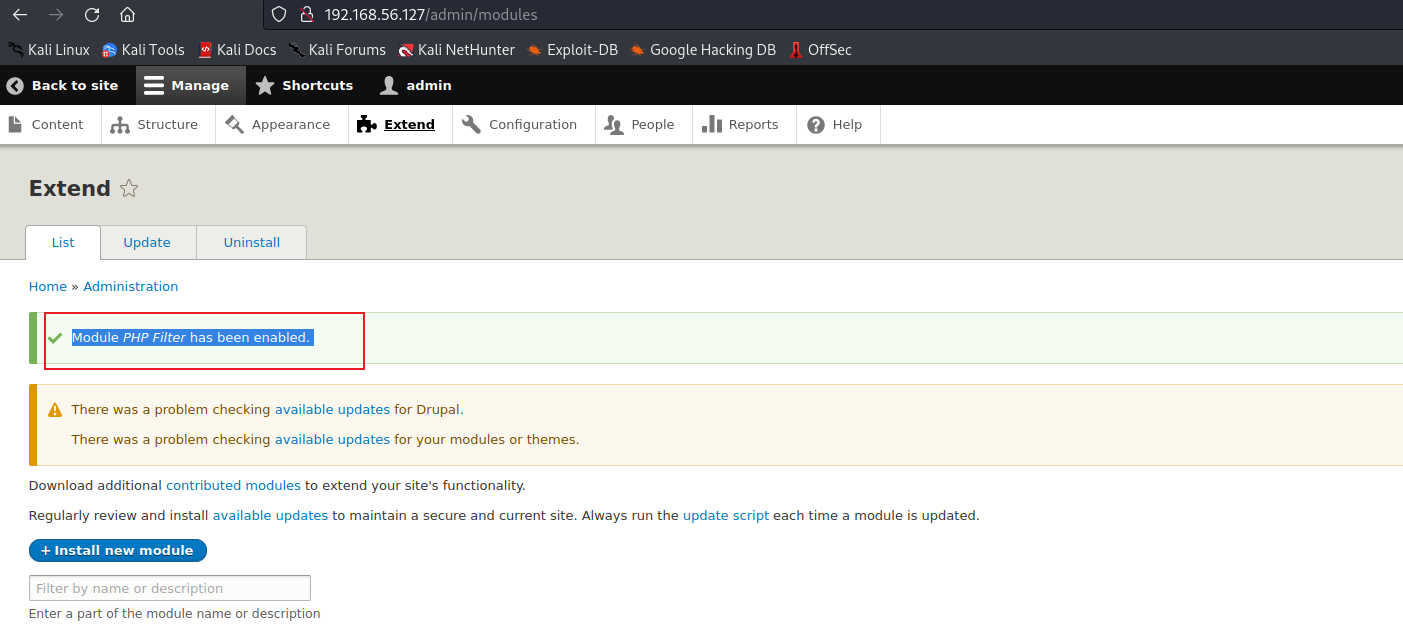 192.168.56.127/admin/modules
Kali Linux Kali Tools Kali Docs Kali Forums Kali NetHunter Exploit-DB Google Hacking DB OffSec
Back to site Manage Shortcuts admin
Content Structure Appearance Extend Configuration People Reports Help
Extend
List Update Uninstall
Home » Administration
Module PHP Filter has been enabled.
There was a problem checking available updates for Drupal.
There was a problem checking available updates for your modules or themes.
Download additional contributed modules to extend your site's functionality.
Regularly review and install available updates to maintain a secure and current site. Always run the update script each time a module is updated.
+ Install new module
Filter by name or description
Enter a part of the module name or description